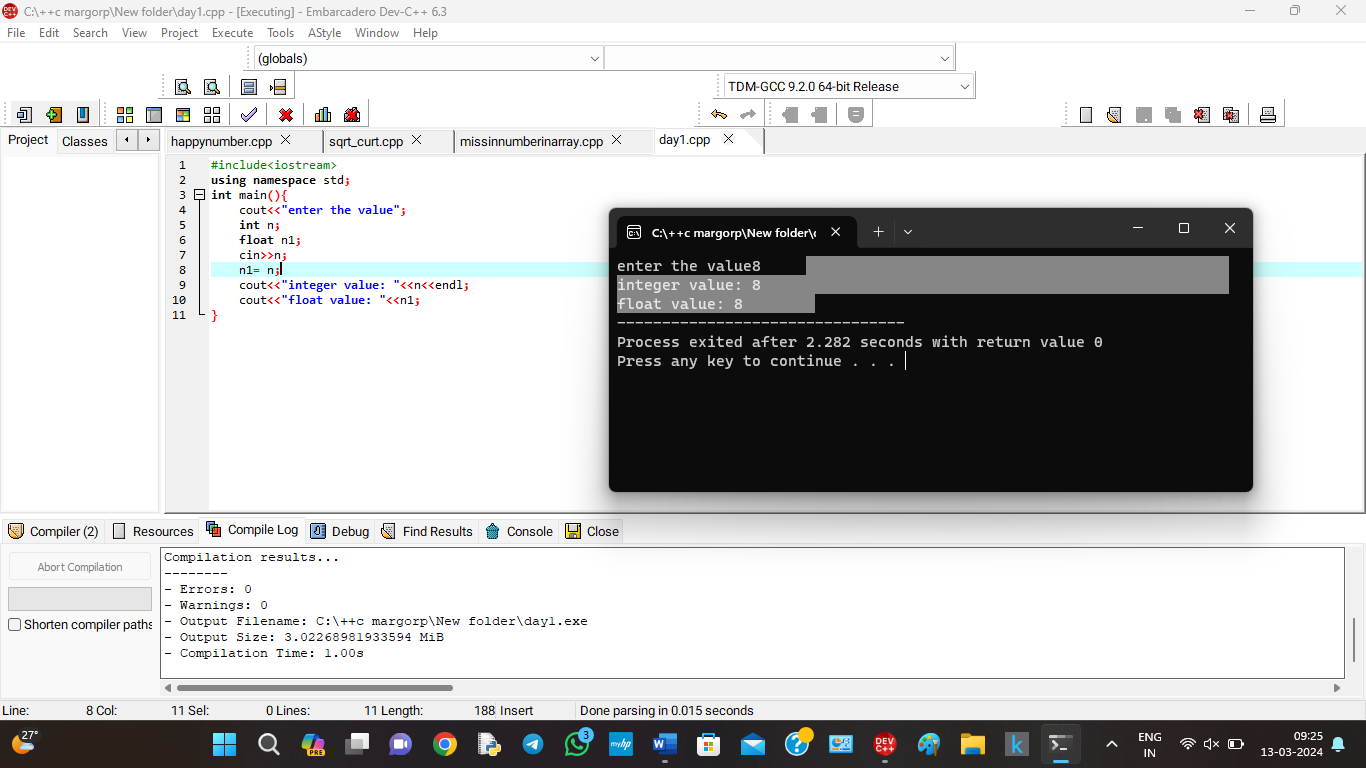 C:\++c margorp\New folder\day1.cpp - [Executing] - Embarcadero Dev-C++ 6.3
File Edit Search View Project Execute Tools AStyle Window Help
(globals)
TDM-GCC 9.2.0 64-bit Release
Project Classes happynumber.cpp sqrt_curt.cpp missinnumberinarray.cpp day1.cpp
1 #include<iostream>
2 using namespace std;
3 int main(){
4 cout<<"enter the value";
5 int n;
6 float n1;
7 cin>>n;
8 n1= n;
9 cout<<"integer value: "<<n<<endl;
10 cout<<"float value: "<<n1;
11 }
C:\++c margorp\New folder\
enter the value8
integer value: 8
float value: 8
--------------------------------
Process exited after 2.282 seconds with return value 0
Press any key to continue . . .
Compiler (2) Resources Compile Log Debug Find Results Console Close
Abort Compilation
Shorten compiler paths
Compilation results...
--------
- Errors: 0
- Warnings: 0
- Output Filename: C:\++c margorp\New folder\day1.exe
- Output Size: 3.02268981933594 MiB
- Compilation Time: 1.00s
Line: 8 Col: 11 Sel: 0 Lines: 11 Length: 188 Insert Done parsing in 0.015 seconds
27°
PRE
3
myhp
W
?
DEV C++
k
ENG
IN
09:25
13-03-2024